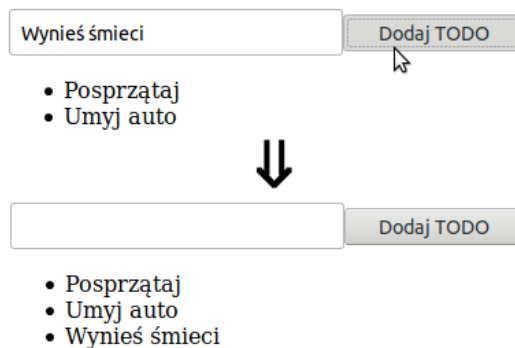 Wynieś śmieci Dodaj TODO
Posprzątaj
Umyj auto
Dodaj TODO
Posprzątaj
Umyj auto
Wynieś śmieci